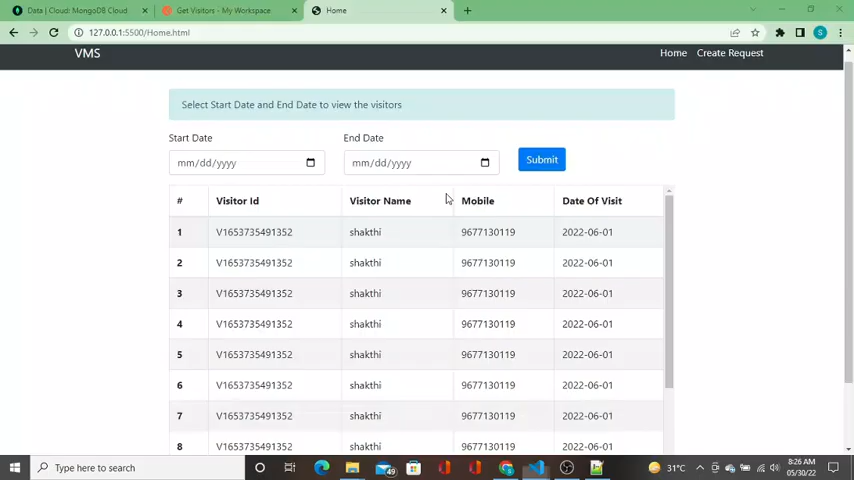 Data | Cloud: MongoDB Cloud
Get Visitors - My Workspace
Home
127.0.0.1:5500/Home.html
S
VMS
Home Create Request
Select Start Date and End Date to view the visitors
Start Date End Date
mm/dd/yyyy mm/dd/yyyy Submit
# Visitor Id Visitor Name Mobile Date Of Visit
1 V1653735491352 shakthi 9677130119 2022-06-01
2 V1653735491352 shakthi 9677130119 2022-06-01
3 V1653735491352 shakthi 9677130119 2022-06-01
4 V1653735491352 shakthi 9677130119 2022-06-01
5 V1653735491352 shakthi 9677130119 2022-06-01
6 V1653735491352 shakthi 9677130119 2022-06-01
7 V1653735491352 shakthi 9677130119 2022-06-01
8 V1653735491352 shakthi 9677130119 2022-06-01
Type here to search
49
31°C
8:26 AM
05/30/22